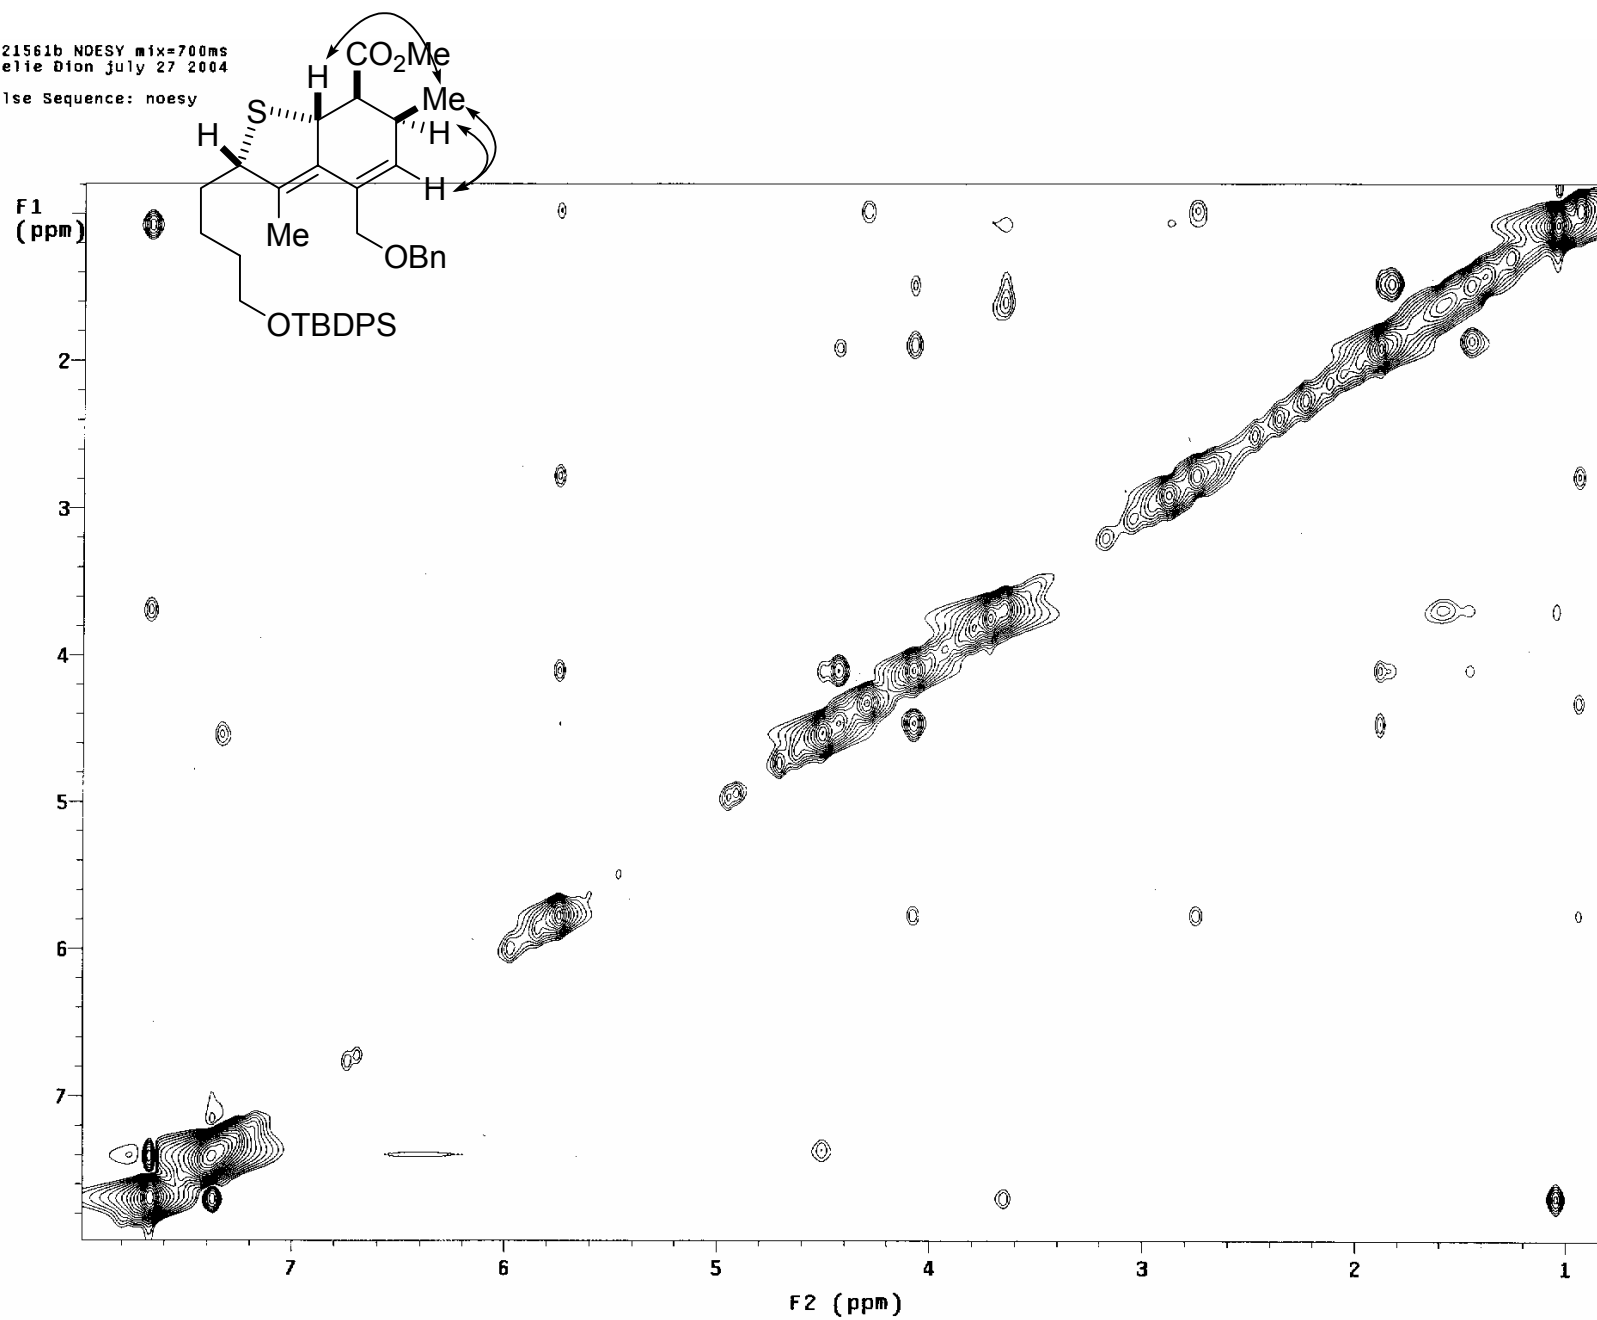 21561b NOESY mix=700ms
elie Dion july 27 2004
lse Sequence: noesy
CO₂Me
H
S
Me
H
H
H
Me
OBn
OTBDPS
F1
(ppm)
2
3
4
5
6
7
7 6 5 4 3 2 1
F2 (ppm)